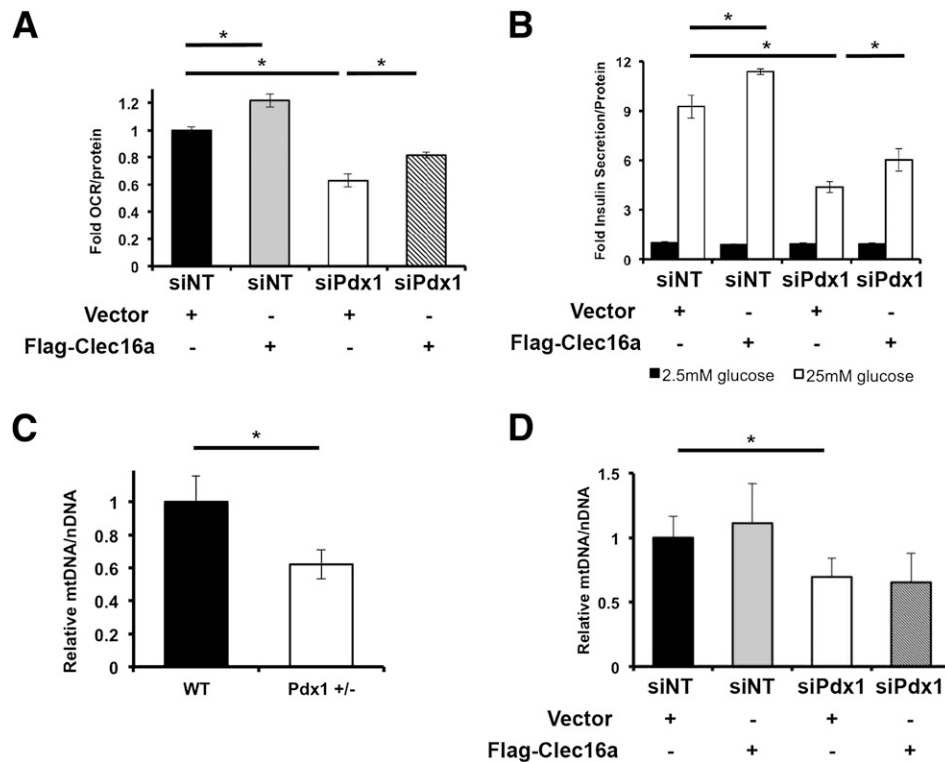 A
*
*
*
Fold OCR/protein
1.2
1
0.8
0.6
0.4
0.2
0
siNT siNT siPdx1 siPdx1
Vector + - + -
Flag-Clec16a - + - +
B
*
*
*
Fold Insulin Secretion/Protein
12
9
6
3
0
siNT siNT siPdx1 siPdx1
Vector + - + -
Flag-Clec16a - + - +
2.5mM glucose 25mM glucose
C
*
Relative mtDNA/nDNA
1
0.8
0.6
0.4
0.2
0
WT Pdx1 +/-
D
*
Relative mtDNA/nDNA
1.5
1
0.5
0
siNT siNT siPdx1 siPdx1
Vector + - + -
Flag-Clec16a - + - +